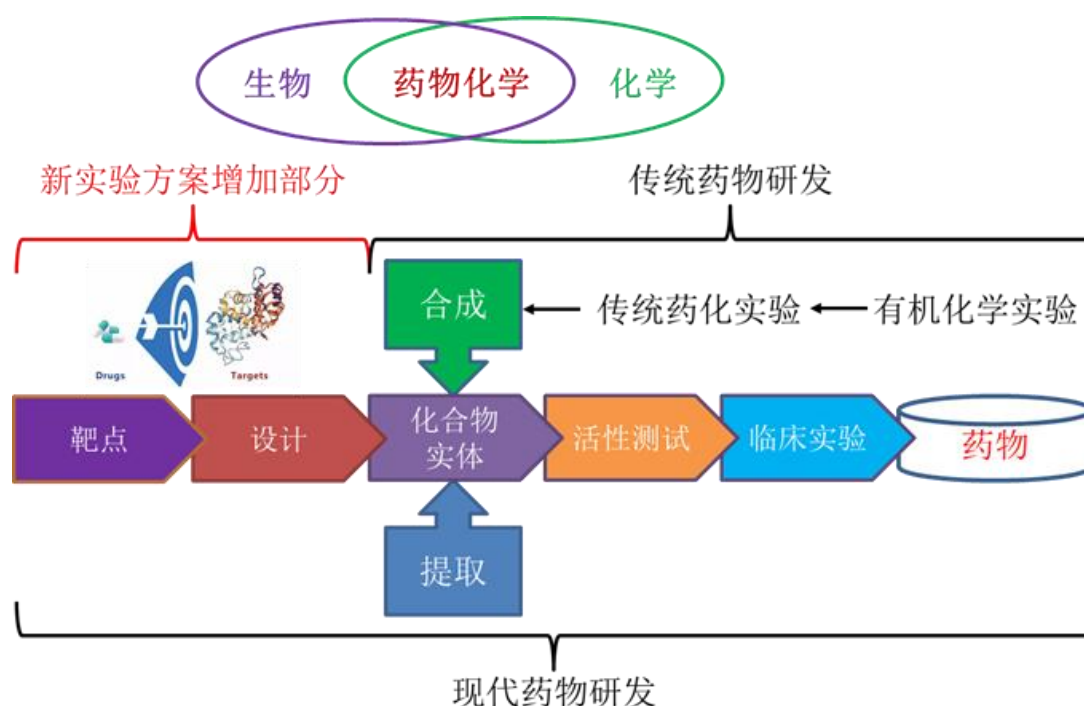 生物 药物化学 化学
新实验方案增加部分 传统药物研发
合成 传统药化实验 有机化学实验
Drugs Targets
靶点 设计 化合物 活性测试 临床实验 药物
实体
提取
现代药物研发